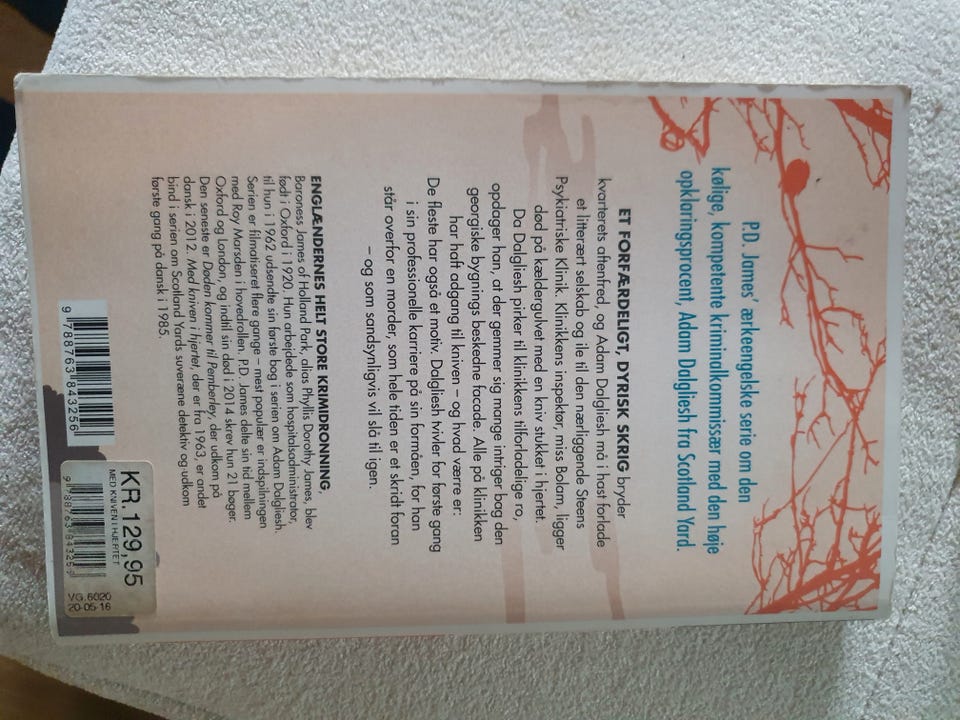 P.D. James' ærkeengelske serie om den
kølige, kompetente kriminalkommissær med den høje
opklaringsprocent, Adam Dalgliesh fra Scotland Yard.
ET FORFÆRDELIGT, DYRISK SKRIG bryder
kvarterets aftenfred, og Adam Dalgliesh må i hast forlade
et litterært selskab og ile til den nærliggende Steens
Psykiatriske Klinik. Klinikkens inspektør, miss Bolam, ligger
død på kældergulvet med en kniv stukket i hjertet.
Da Dalgliesh pirker til klinikkens tilforladelige ro,
opdager han, at der gemmer sig mange intriger bag den
georgiske bygnings beskedne facade. Alle på klinikken
har haft adgang til kniven – og hvad værre er:
De fleste har også et motiv. Dalgliesh tvivler for første gang
i sin professionelle karriere på sin formåen, for han
står overfor en morder, som hele tiden er et skridt foran
– og som sandsynligvis vil slå til igen.
ENGLÆNDERNES HELT STORE KRIMDRONNING
Baroness James of Holland Park, alias Phyllis Dorothy James, blev
født i Oxford i 1920. Hun arbejdede som hospitalsadministrator,
til hun i 1962 udsendte sin første bog i serien om Adam Dalgliesh.
Serien er filmatiseret flere gange – mest populær er indspilningen
med Roy Marsden i hovedrollen. P.D. James delte sin tid mellem
Oxford og London, og indtil sin død i 2014 skrev hun 21 bøger.
Den seneste er Døden kommer til Pemberley, der udkom på
dansk i 2012. Med kniven i hjertet, der er fra 1963, er andet
bind i serien om Scotland Yards suveræne detektiv og udkom
første gang på dansk i 1985.
9 788763 843256
KR 129,95
MED KNIVEN I HJERTET
9 788763 843256
VG.6020
20-05-16